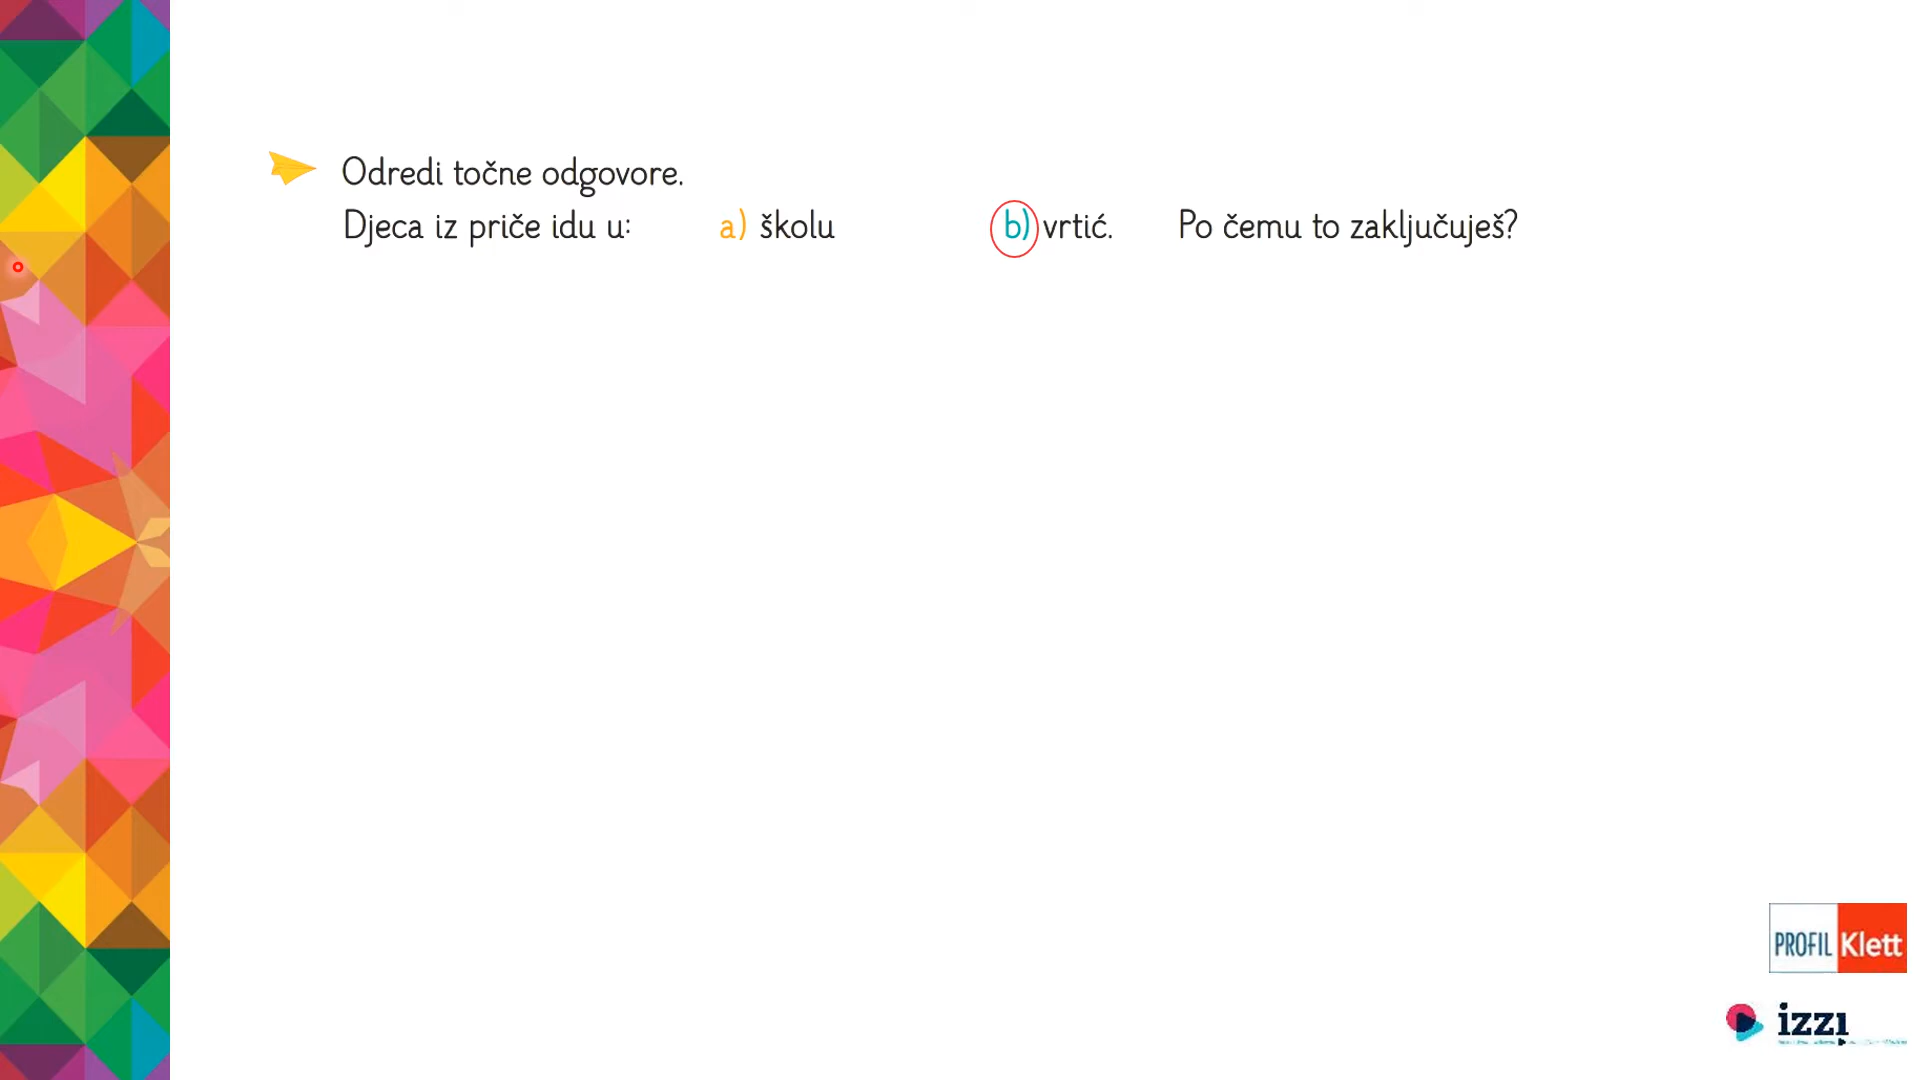 Odredi točne odgovore.
Djeca iz priče idu u: a) školu b) vrtić. Po čemu to zaključuješ?
PROFIL Klett
izzi